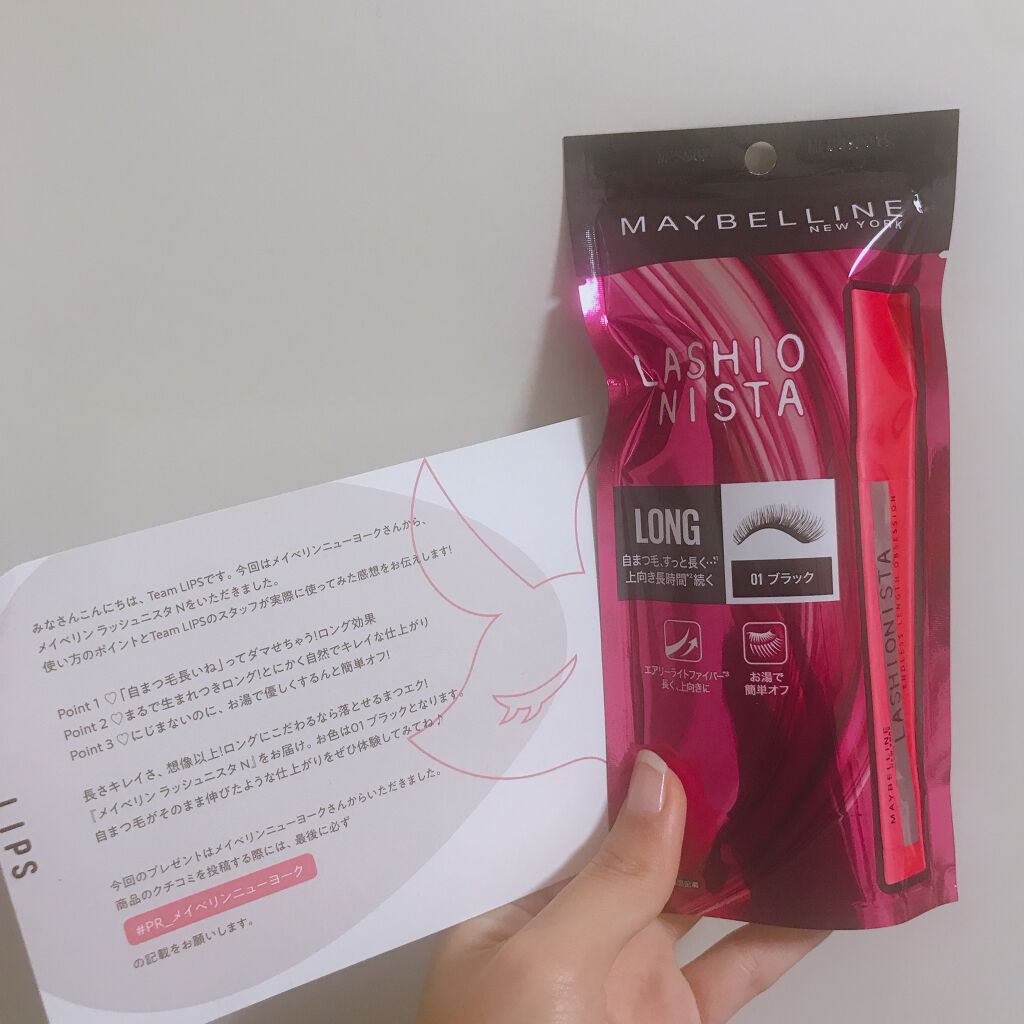 みなさんこんにちは、Team LIPSです。今回はメイベリンニューヨークさんから、
メイベリン ラッシュニスタ Nをいただきました。
使い方のポイントとTeam LIPSのスタッフが実際に使ってみた感想をお伝えします!
Point 1 ♡「自まつ毛長いね」ってダマせちゃう!ロング効果
Point 2 ♡まるで生まれつきロング!とにかく自然でキレイな仕上がり
Point 3 ♡にじまないのに、お湯で優しくするんと簡単オフ!
長さキレイさ、想像以上!ロングにこだわるなら落とせるまつエク!
『メイベリン ラッシュニスタ N』をお届け。お色は01 ブラックとなります。
自まつ毛がそのまま伸びたような仕上がりをぜひ体験してみてね♪
今回のプレゼントはメイベリンニューヨークさんからいただきました。
商品のクチコミを投稿する際には、最後に必ず
#PR_メイベリンニューヨーク
の記載をお願いします。
LIPS
MAYBELLINE
NEW YORK
LASHIO
NISTA
LONG
自まつ毛、ずっと長く…*1
上向き長時間*2続く
01 ブラック
エアリーライトファイバー*3
長く、上向きに
お湯で
簡単オフ
MAYBELLINE
LASHIONISTA
ENDLESS LENGTH OBSESSION